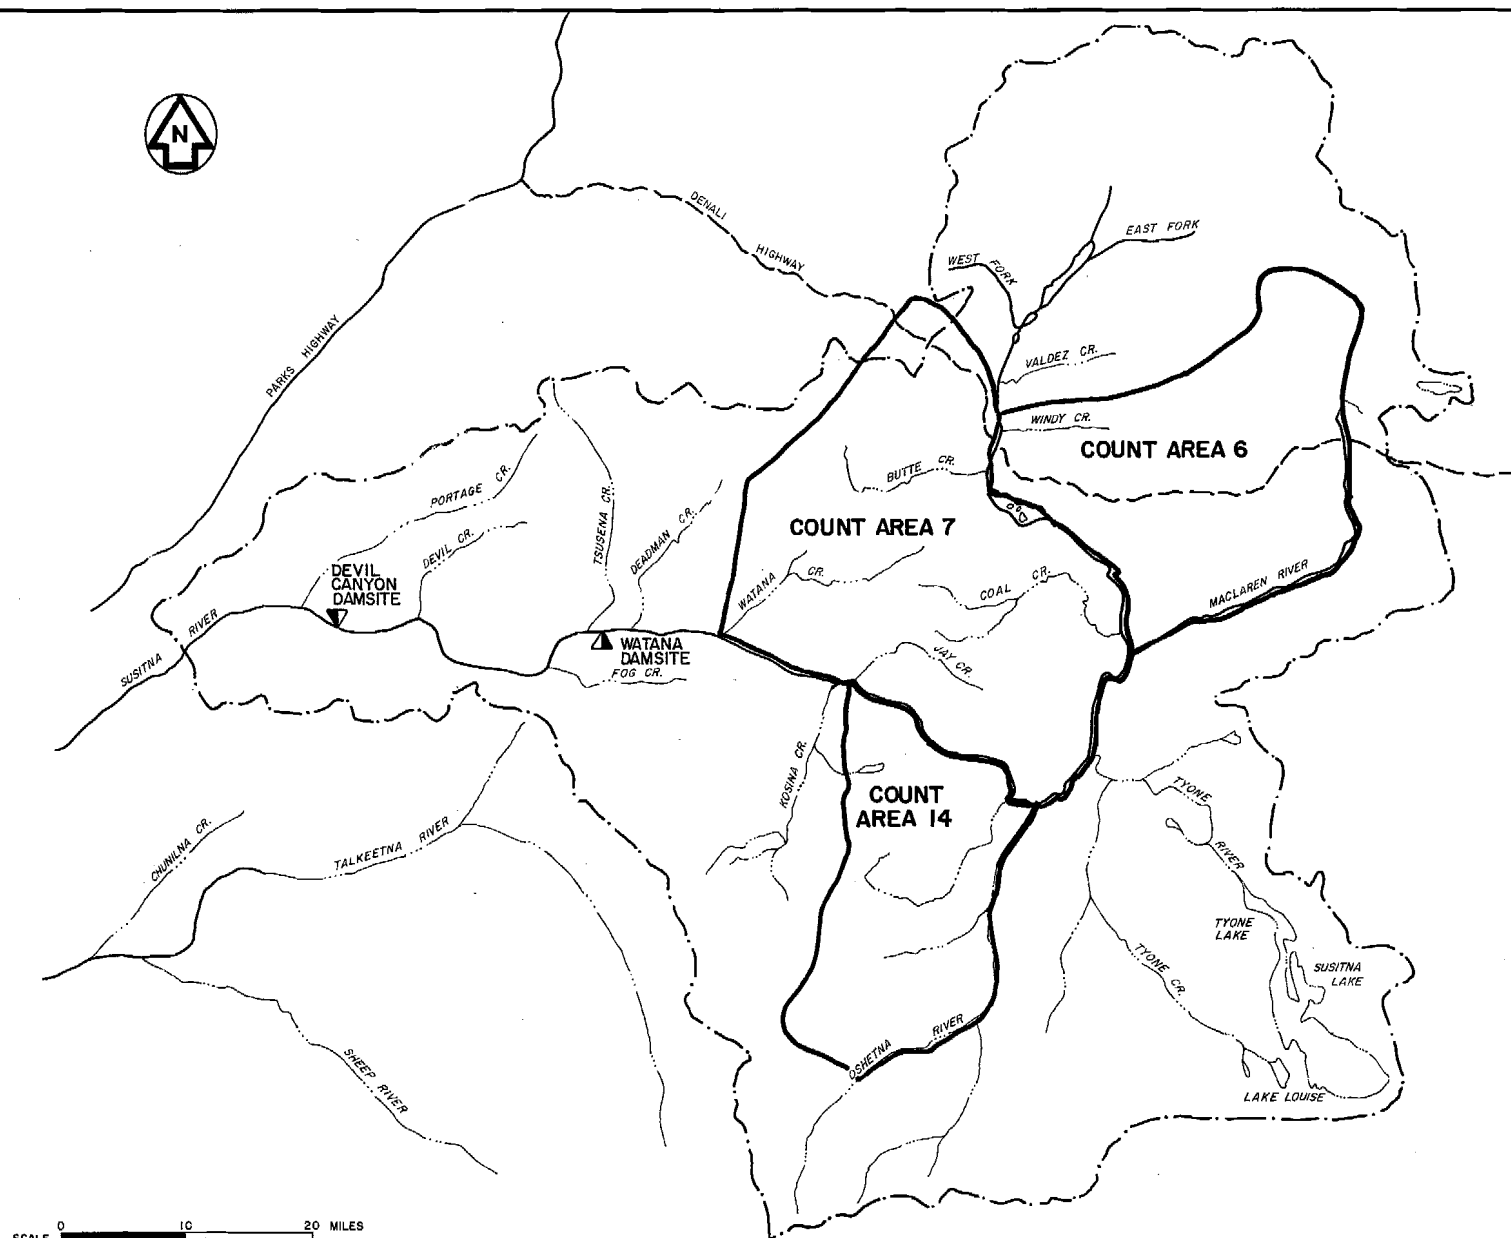 N
DENALI
HIGHWAY
PARKS HIGHWAY
WEST FORK
EAST FORK
VALDEZ CR.
WINDY CR.
COUNT AREA 6
BUTTE CR.
PORTAGE CR.
DEVIL CR.
TSUSENA CR.
DEADMAN CR.
COUNT AREA 7
WATANA CR.
COAL CR.
MACLAREN RIVER
DEVIL
CANYON
DAMSITE
SUSITNA RIVER
WATANA
DAMSITE
FOG CR.
JAY CR.
KOSINA CR.
COUNT
AREA 14
TYONE RIVER
CHUNILNA CR.
TALKEETNA RIVER
TYONE
LAKE
TYONE CR.
SUSITNA
LAKE
OSHETNA RIVER
SHEEP RIVER
LAKE LOUISE
0 10 20 MILES
SCALE